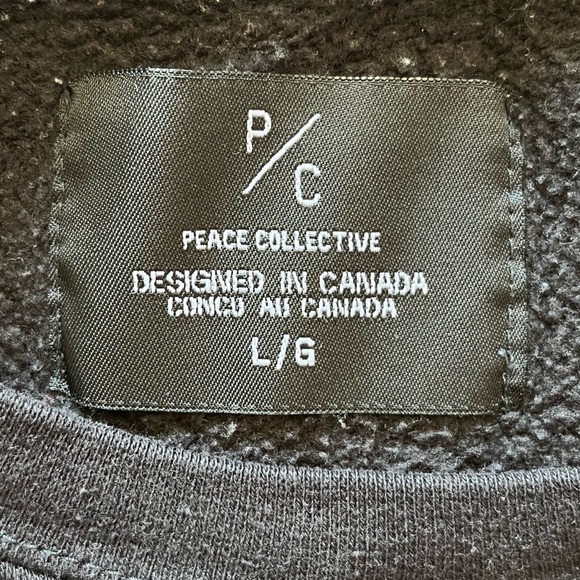 P/C
PEACE COLLECTIVE
DESIGNED IN CANADA
CONCU AU CANADA
L/G